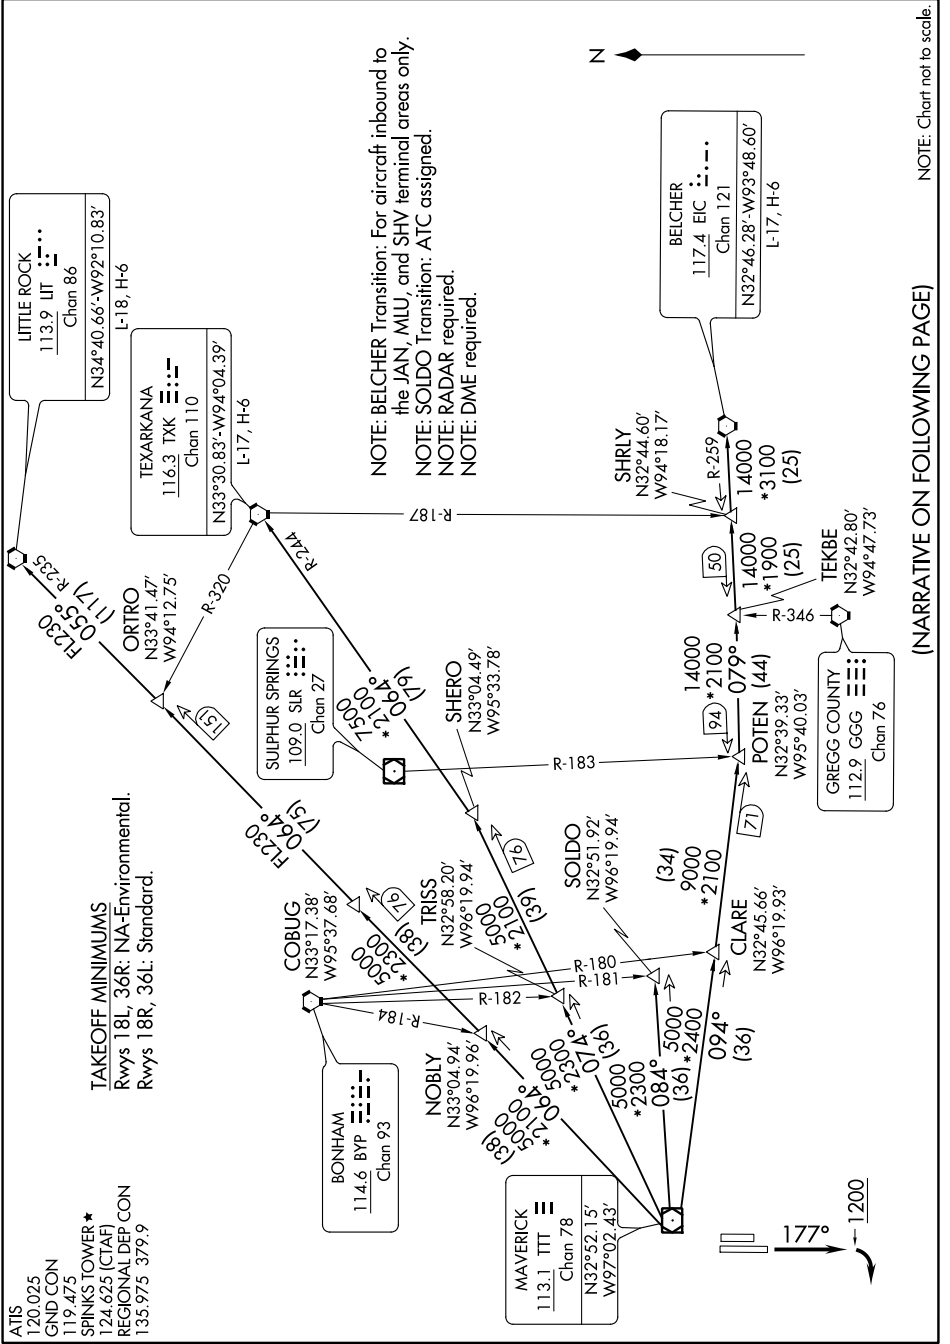 ATIS
120.025
GND CON
119.475
SPINKS TOWER★
124.625 (CTAF)
REGIONAL DEP CON
135.975 379.9
TAKEOFF MINIMUMS
Rwys 18L, 36R: NA-Environmental.
Rwys 18R, 36L: Standard.
LITTLE ROCK
113.9 LIT
Chan 86
N34°40.66'-W92°10.83'
L-18, H-6
TEXARKANA
116.3 TXK
Chan 110
N33°30.83'-W94°04.39'
L-17, H-6
NOTE: BELCHER Transition: For aircraft inbound to
the JAN, MLU, and SHV terminal areas only.
NOTE: SOLDO Transition: ATC assigned.
NOTE: RADAR required.
NOTE: DME required.
N
R-235
FL230
055°
(117)
ORTRO
N33°41.47'
W94°12.75'
R-320
R-244
R-187
151
FL230
064°
(75)
SULPHUR SPRINGS
109.0 SLR
Chan 27
7500
*2100
064°
(79)
SHERO
N33°04.49'
W95°33.78'
R-183
COBUG
N33°17.38'
W95°37.68'
76
5000
*2300
(38)
TRISS
N32°58.20'
W96°19.94'
76
5000
*2100
(39)
SOLDO
N32°51.92'
W96°19.94'
BONHAM
114.6 BYP
Chan 93
R-184
R-182
R-181
R-180
NOBLY
N33°04.94'
W96°19.96'
(38)
5000
*2100
064°
5000
*2300
074°
(36)
5000
*2300
084°
(36)
5000
*2400
094°
(36)
CLARE
N32°45.66'
W96°19.93'
(34)
9000
*2100
71
POTEN
N32°39.33'
W95°40.03'
94
14000
*2100
079°
(44)
TEKBE
N32°42.80'
W94°47.73'
R-346
GREGG COUNTY
112.9 GGG
Chan 76
50
14000
*1900
(25)
SHRLY
N32°44.60'
W94°18.17'
R-259
14000
*3100
(25)
BELCHER
117.4 EIC
Chan 121
N32°46.28'-W93°48.60'
L-17, H-6
MAVERICK
113.1 TTT
Chan 78
N32°52.15'
W97°02.43'
177°
1200
(NARRATIVE ON FOLLOWING PAGE)
NOTE: Chart not to scale.